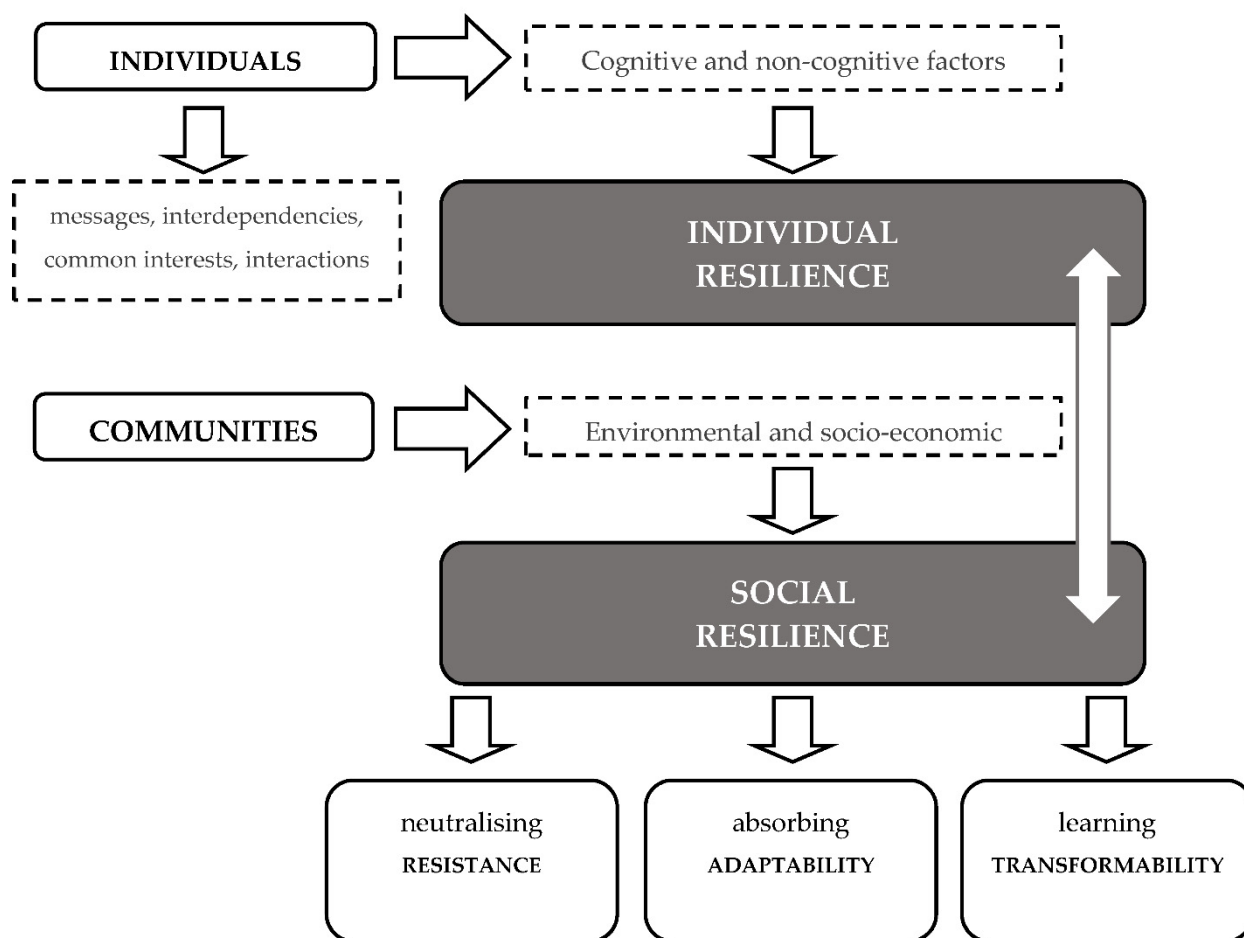 INDIVIDUALS
Cognitive and non-cognitive factors
messages, interdependencies,
common interests, interactions
INDIVIDUAL
RESILIENCE
COMMUNITIES
Environmental and socio-economic
SOCIAL
RESILIENCE
neutralising
RESISTANCE
absorbing
ADAPTABILITY
learning
TRANSFORMABILITY